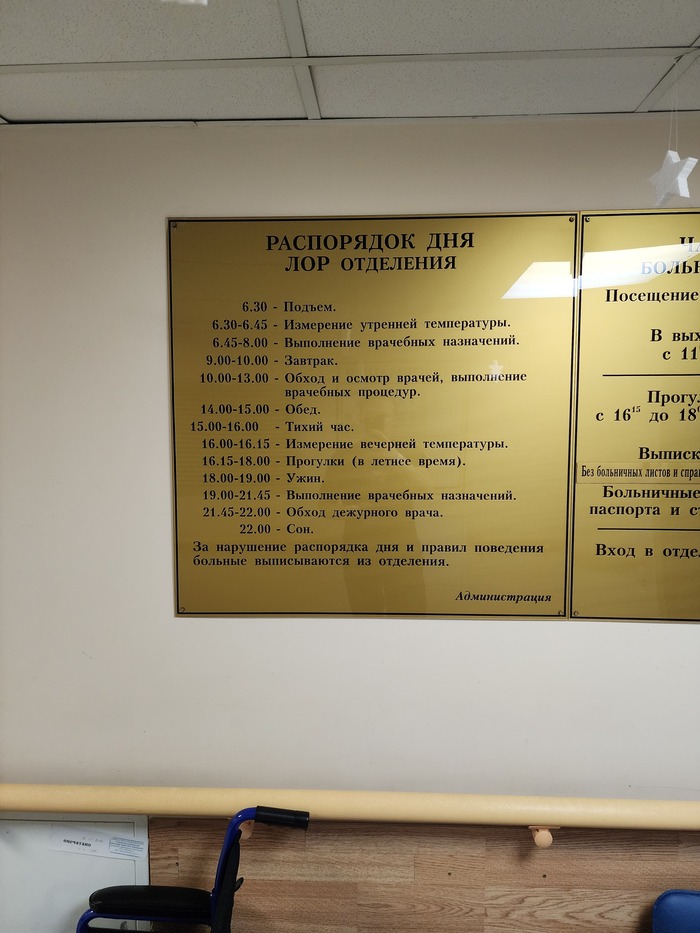 РАСПОРЯДОК ДНЯ
ЛОР ОТДЕЛЕНИЯ
6.30 - Подъем.
6.30-6.45 - Измерение утренней температуры.
6.45-8.00 - Выполнение врачебных назначений.
9.00-10.00 - Завтрак.
10.00-13.00 - Обход и осмотр врачей, выполнение
врачебных процедур.
14.00-15.00 - Обед.
15.00-16.00 - Тихий час.
16.00-16.15 - Измерение вечерней температуры.
16.15-18.00 - Прогулки (в летнее время).
18.00-19.00 - Ужин.
19.00-21.45 - Выполнение врачебных назначений.
21.45-22.00 - Обход дежурного врача.
22.00 - Сон.
За нарушение распорядка дня и правил поведения
больные выписываются из отделения.
Администрация
БОЛЬН
Посещение
В вых
с 11
Прогул
с 16¹⁵ до 18
Выписк
Без больничных листов и спра
Больничные
паспорта и ст
Вход в отде
опечатано